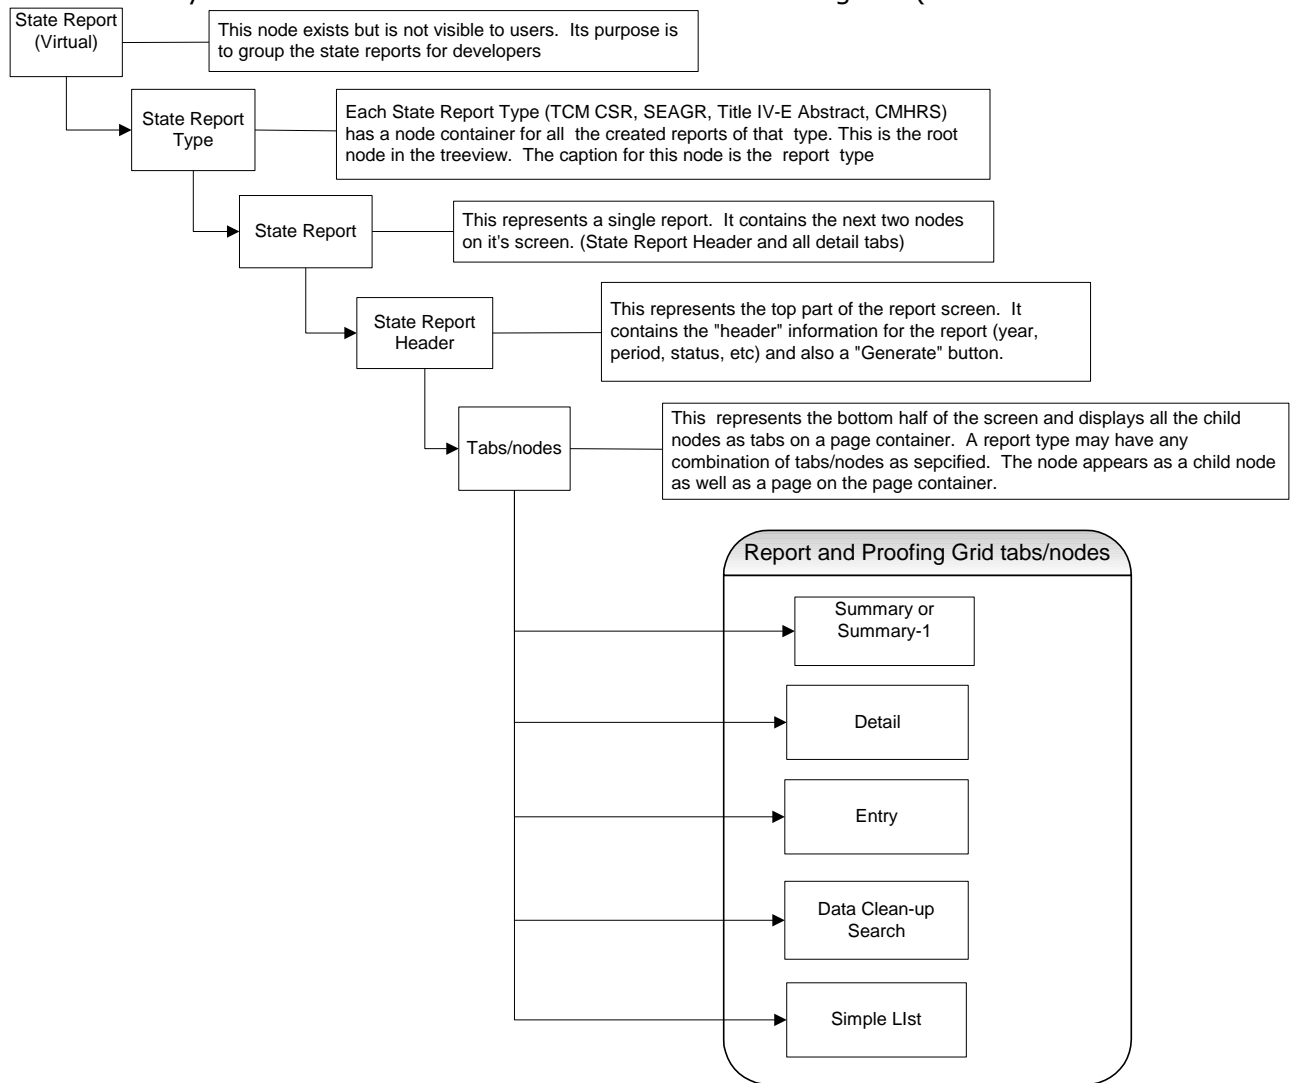 State Report
(Virtual)
This node exists but is not visible to users.  Its purpose is
to group the state reports for developers
State Report
Type
Each State Report Type (TCM CSR, SEAGR, Title IV-E Abstract, CMHRS)
has a node container for all  the created reports of that  type. This is the root
node in the treeview.  The caption for this node is the  report  type
State Report
This represents a single report.  It contains the next two nodes
on it's screen. (State Report Header and all detail tabs)
State Report
Header
This represents the top part of the report screen.  It
contains the "header" information for the report (year,
period, status, etc) and also a "Generate" button.
Tabs/nodes
This  represents the bottom half of the screen and displays all the child
nodes as tabs on a page container.  A report type may have any
combination of tabs/nodes as sepcified.  The node appears as a child node
as well as a page on the page container.
Report and Proofing Grid tabs/nodes
Summary or
Summary-1
Detail
Entry
Data Clean-up
Search
Simple LIst